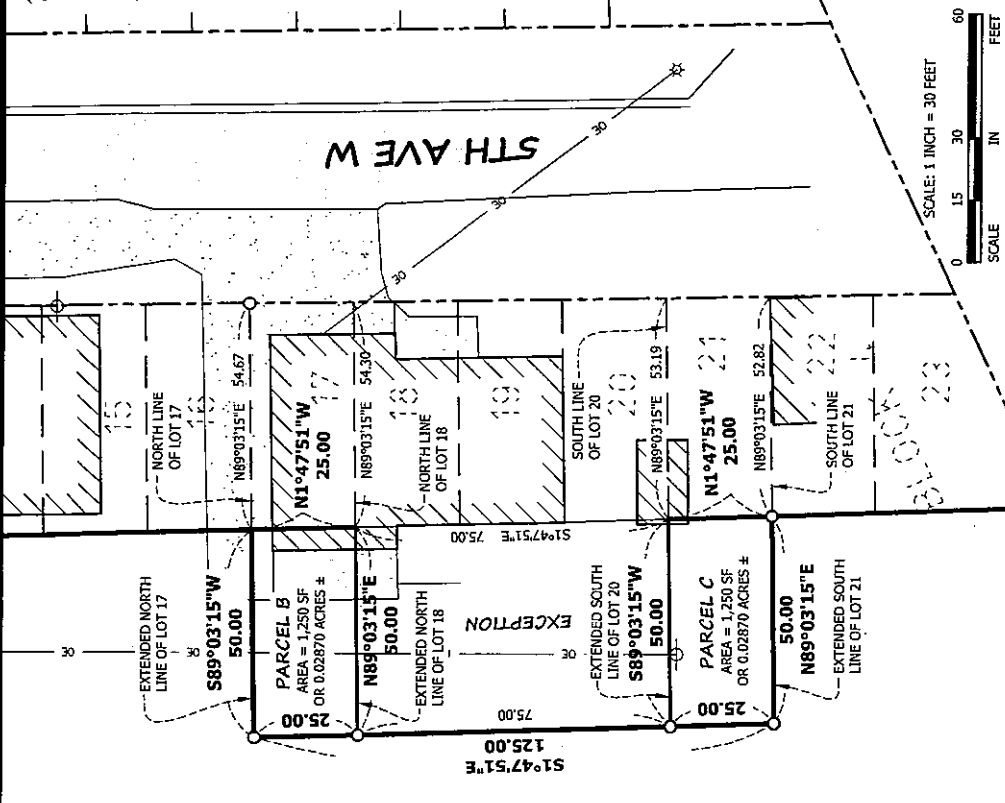 5TH AVE W
30
30
30
SCALE: 1 INCH = 30 FEET
0 15 30 60
SCALE IN FEET
15
16
NORTH LINE
OF LOT 17
N89°03'15"E 54.67
17
N1°47'51"W
25.00
N89°03'15"E 54.30
18
NORTH LINE
OF LOT 18
19
SOUTH LINE
OF LOT 20
20
N89°03'15"E 53.19
21
N1°47'51"W
25.00
N89°03'15"E 52.82
SOUTH LINE
OF LOT 21
22
23
BLOCK
S1°47'51"E 75.00
30
EXTENDED NORTH
LINE OF LOT 17
S89°03'15"W
50.00
PARCEL B
AREA = 1,250 SF
OR 0.02870 ACRES ±
N89°03'15"E
50.00
25.00
EXTENDED NORTH
LINE OF LOT 18
EXCEPTION
30
EXTENDED SOUTH
LINE OF LOT 20
S89°03'15"W
50.00
PARCEL C
AREA = 1,250 SF
OR 0.02870 ACRES ±
25.00
50.00
N89°03'15"E
EXTENDED SOUTH
LINE OF LOT 21
75.00
125.00
S1°47'51"E